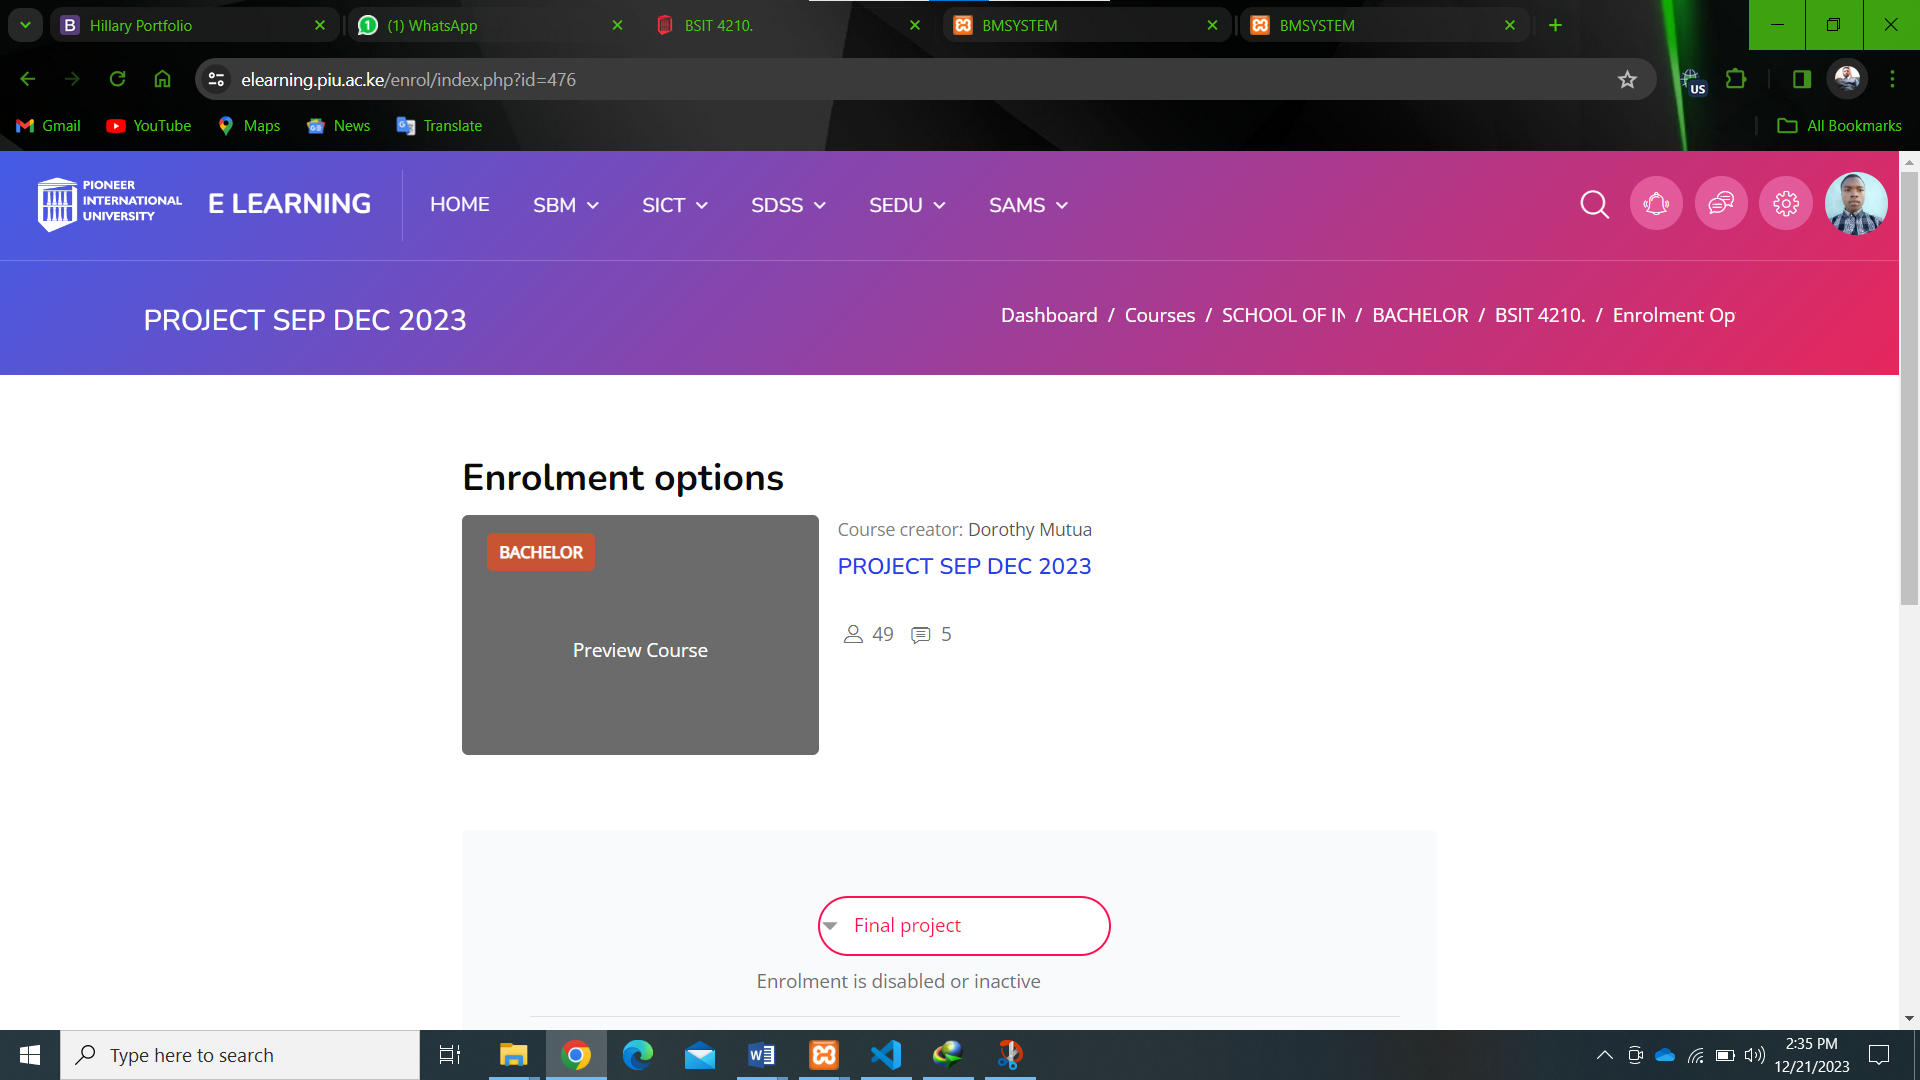 Hillary Portfolio
(1) WhatsApp
BSIT 4210.
BMSYSTEM
BMSYSTEM
elearning.piu.ac.ke/enrol/index.php?id=476
US
Gmail
YouTube
Maps
News
Translate
All Bookmarks
PIONEER
INTERNATIONAL
UNIVERSITY
E LEARNING
HOME
SBM
SICT
SDSS
SEDU
SAMS
PROJECT SEP DEC 2023
Dashboard / Courses / SCHOOL OF IN / BACHELOR / BSIT 4210. / Enrolment Op
Enrolment options
BACHELOR
Preview Course
Course creator: Dorothy Mutua
PROJECT SEP DEC 2023
49
5
Final project
Enrolment is disabled or inactive
Type here to search
2:35 PM
12/21/2023